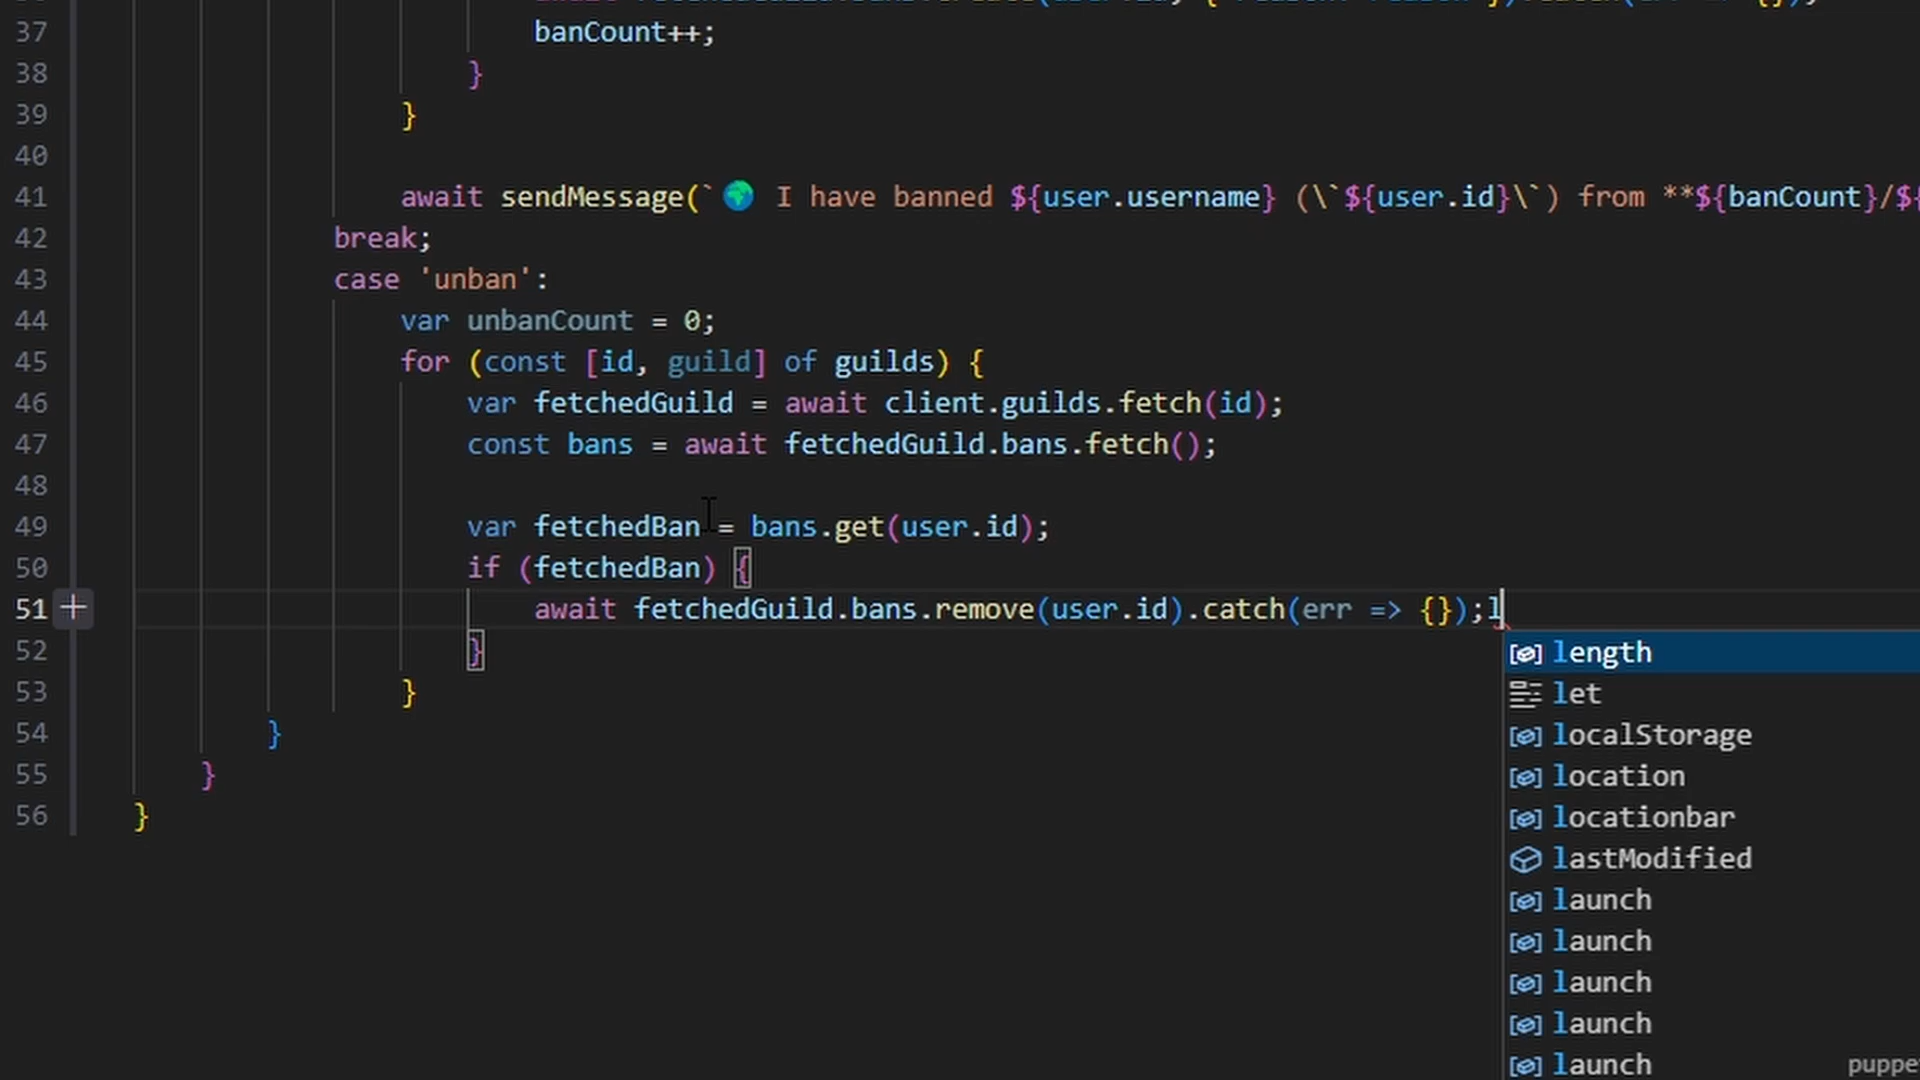 37 banCount++;
38 }
39 }
40
41 await sendMessage(`🌍 I have banned ${user.username} (\`${user.id}\`) from **${banCount}/${
42 break;
43 case 'unban':
44 var unbanCount = 0;
45 for (const [id, guild] of guilds) {
46 var fetchedGuild = await client.guilds.fetch(id);
47 const bans = await fetchedGuild.bans.fetch();
48
49 var fetchedBan = bans.get(user.id);
50 if (fetchedBan) {
51 await fetchedGuild.bans.remove(user.id).catch(err => {});l
52 }
length
let
53 }
54 }
localStorage
55 }
location
56 }
locationbar
lastModified
launch
launch
launch
launch
launch